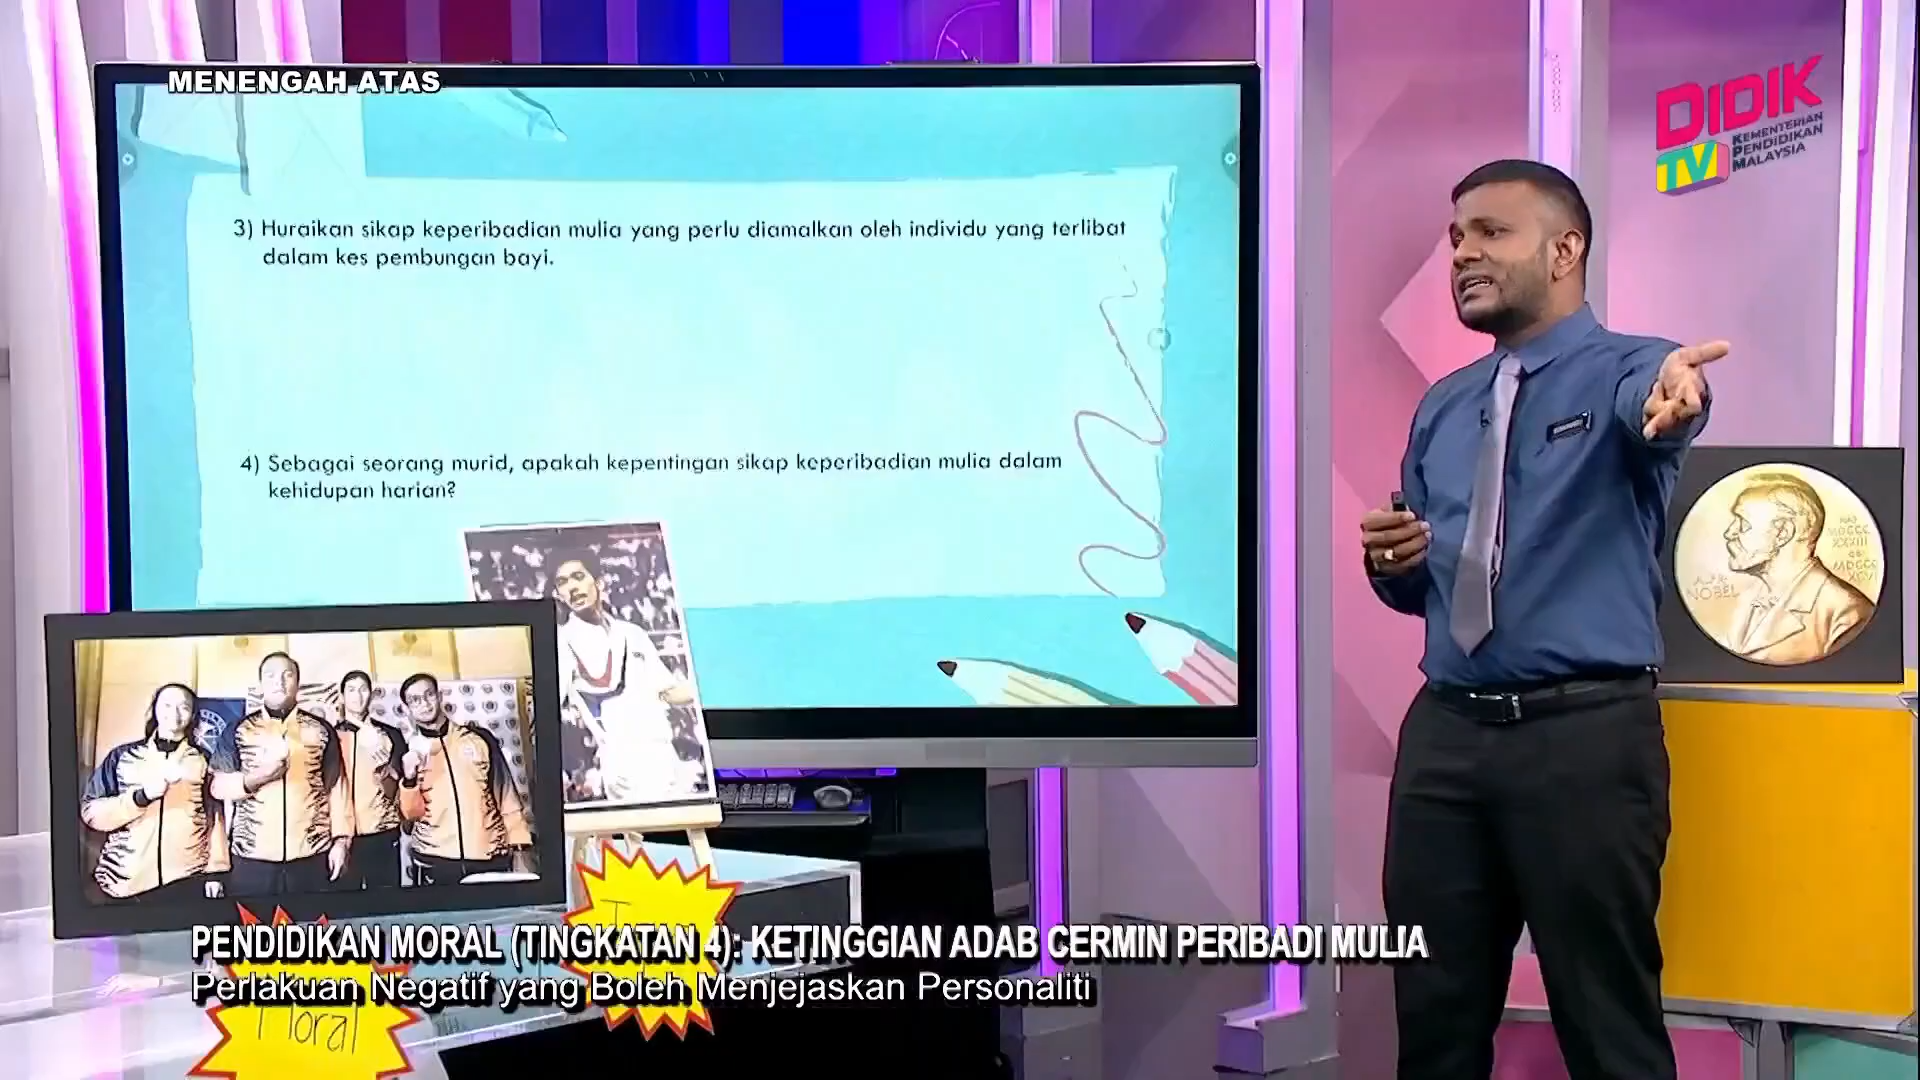 MENENGAH ATAS
DIDIK
TV
KEMENTERIAN
PENDIDIKAN
MALAYSIA
3) Huraikan sikap keperibadian mulia yang perlu diamalkan oleh individu yang terlibat
dalam kes pembungan bayi.
4) Sebagai seorang murid, apakah kepentingan sikap keperibadian mulia dalam
kehidupan harian?
NOBEL
PENDIDIKAN MORAL (TINGKATAN 4): KETINGGIAN ADAB CERMIN PERIBADI MULIA
Perlakuan Negatif yang Boleh Menjejaskan Personaliti
Moral